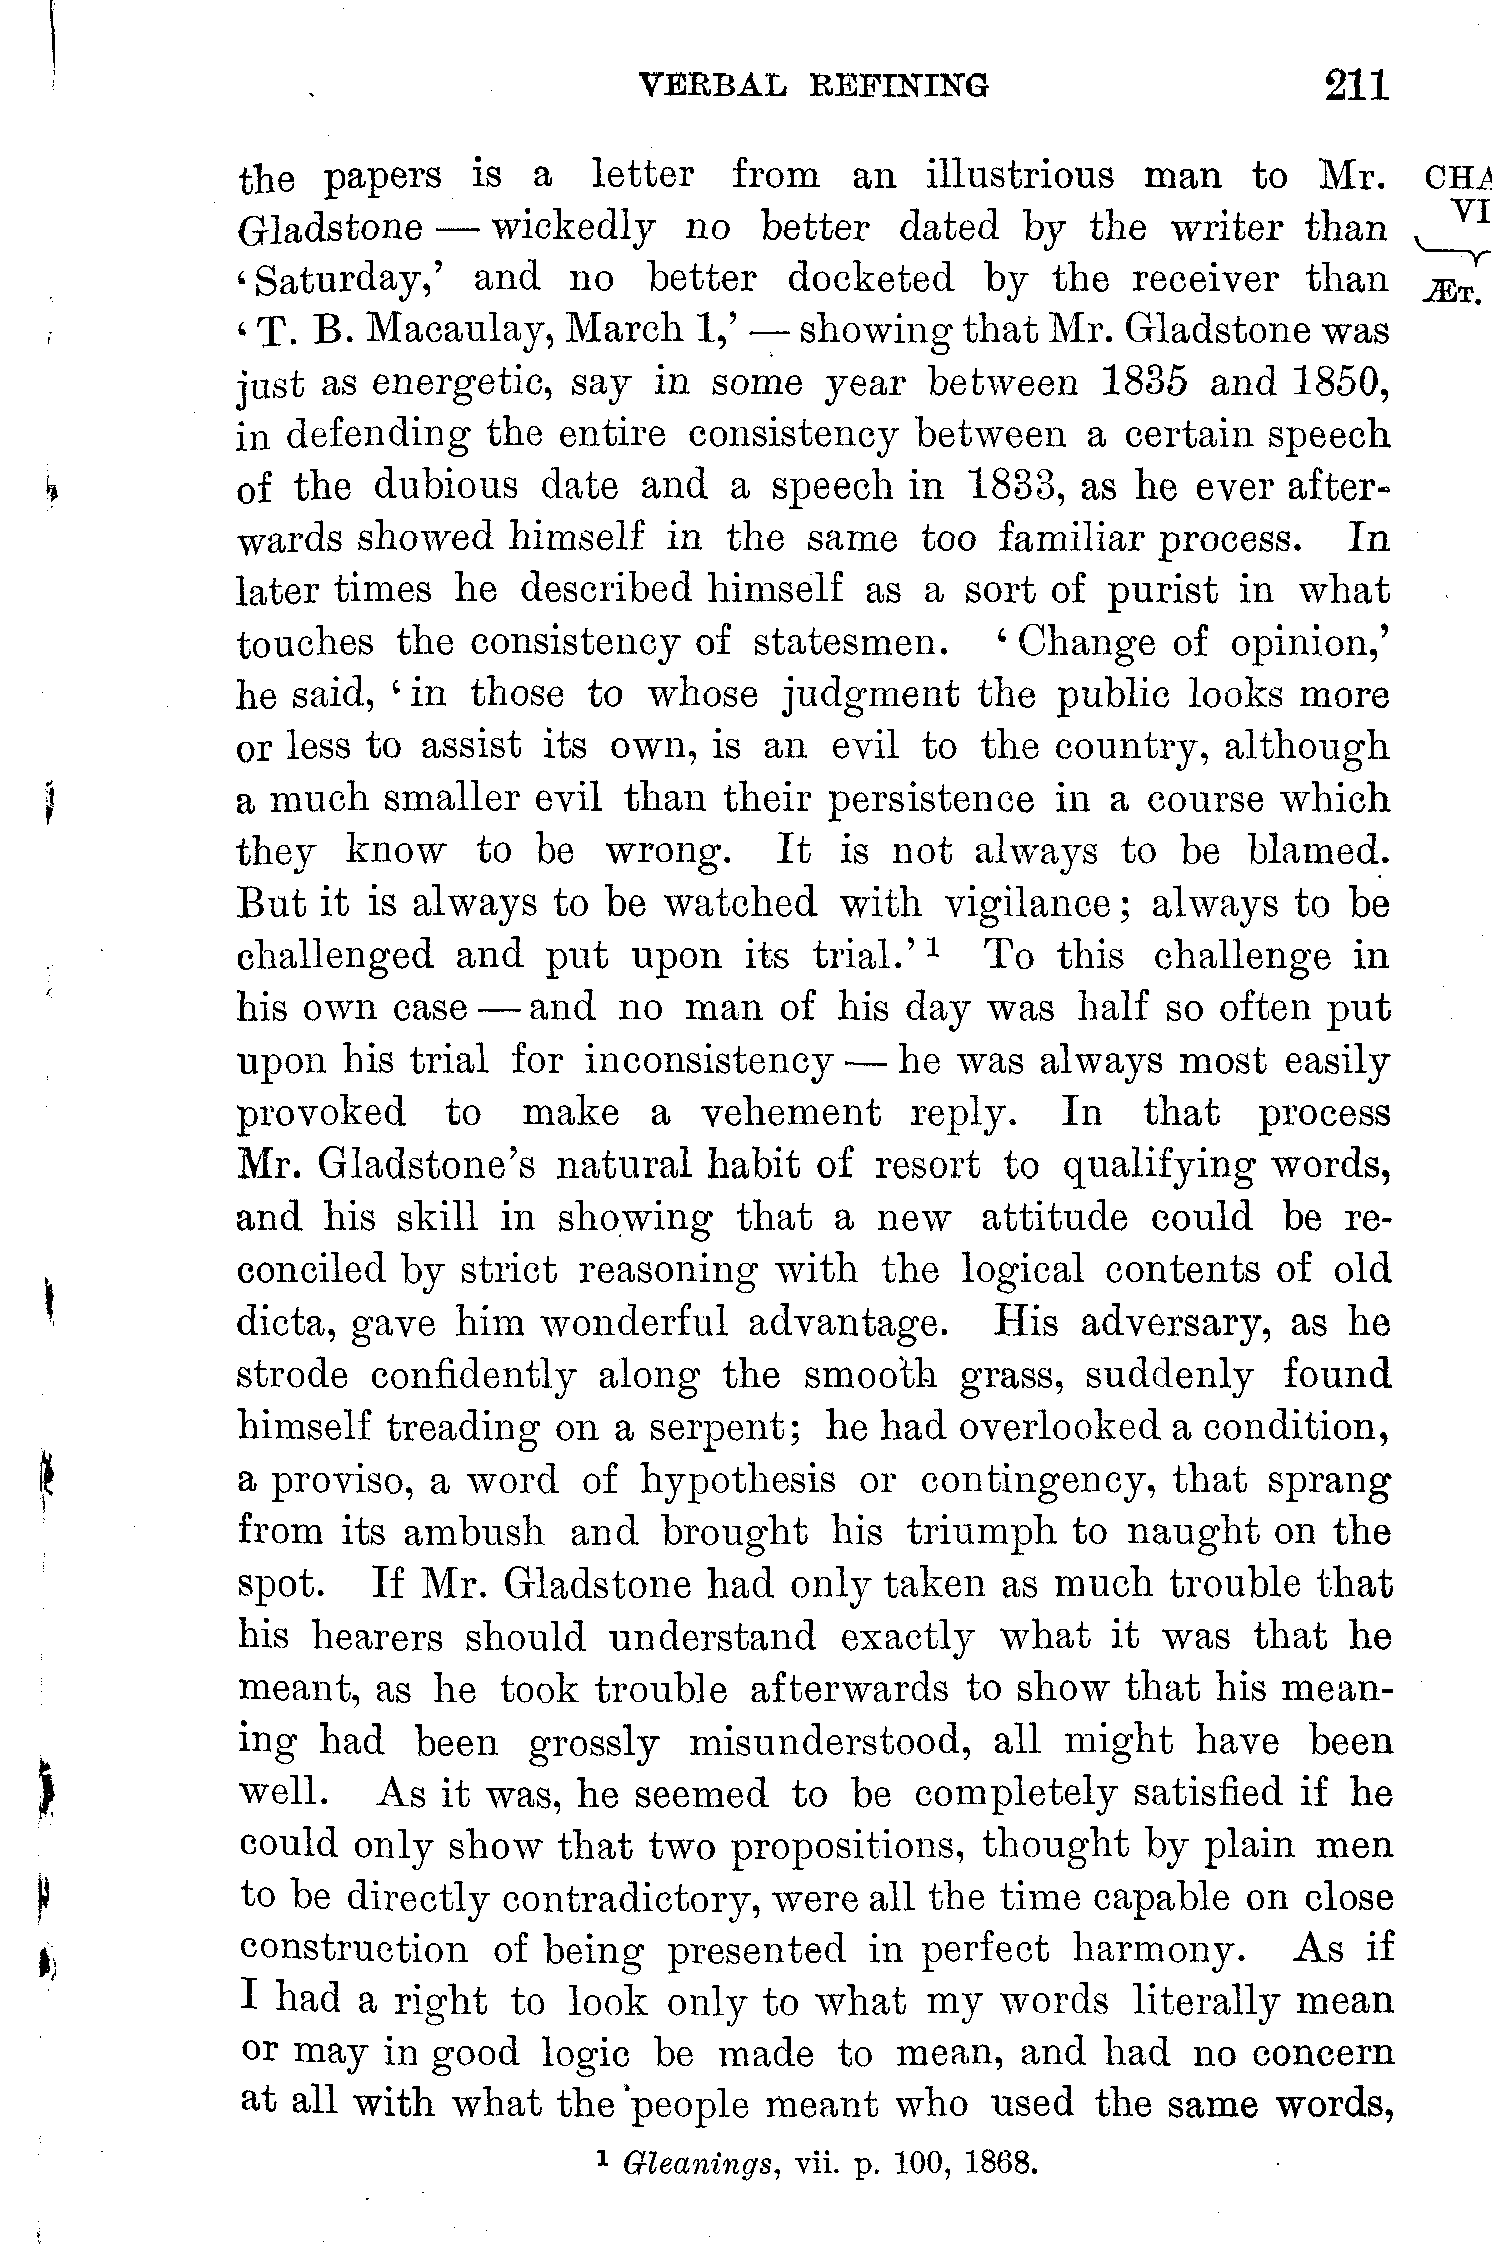 VERBAL REFINING 211
the papers is a letter from an illustrious man to Mr.
Gladstone — wickedly no better dated by the writer than
‘Saturday,’ and no better docketed by the receiver than
‘T. B. Macaulay, March 1,’ — showing that Mr. Gladstone was
just as energetic, say in some year between 1835 and 1850,
in defending the entire consistency between a certain speech
of the dubious date and a speech in 1833, as he ever after-
wards showed himself in the same too familiar process. In
later times he described himself as a sort of purist in what
touches the consistency of statesmen. ‘Change of opinion,’
he said, ‘in those to whose judgment the public looks more
or less to assist its own, is an evil to the country, although
a much smaller evil than their persistence in a course which
they know to be wrong. It is not always to be blamed.
But it is always to be watched with vigilance; always to be
challenged and put upon its trial.’ 1 To this challenge in
his own case — and no man of his day was half so often put
upon his trial for inconsistency — he was always most easily
provoked to make a vehement reply. In that process
Mr. Gladstone’s natural habit of resort to qualifying words,
and his skill in showing that a new attitude could be re-
conciled by strict reasoning with the logical contents of old
dicta, gave him wonderful advantage. His adversary, as he
strode confidently along the smooth grass, suddenly found
himself treading on a serpent; he had overlooked a condition,
a proviso, a word of hypothesis or contingency, that sprang
from its ambush and brought his triumph to naught on the
spot. If Mr. Gladstone had only taken as much trouble that
his hearers should understand exactly what it was that he
meant, as he took trouble afterwards to show that his mean-
ing had been grossly misunderstood, all might have been
well. As it was, he seemed to be completely satisfied if he
could only show that two propositions, thought by plain men
to be directly contradictory, were all the time capable on close
construction of being presented in perfect harmony. As if
I had a right to look only to what my words literally mean
or may in good logic be made to mean, and had no concern
at all with what the people meant who used the same words,
1 Gleanings, vii. p. 100, 1868.
CHA
VI
ÆT.